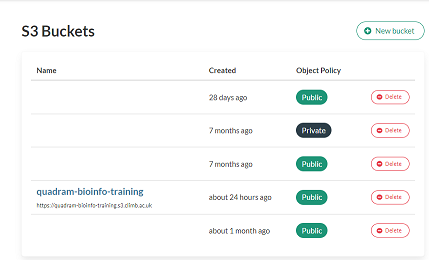 S3 Buckets
New bucket
Name Created Object Policy
28 days ago Public Delete
7 months ago Private Delete
7 months ago Public Delete
quadram-bioinfo-training
https://quadram-bioinfo-training.s3.climb.ac.uk
about 24 hours ago Public Delete
about 1 month ago Public Delete